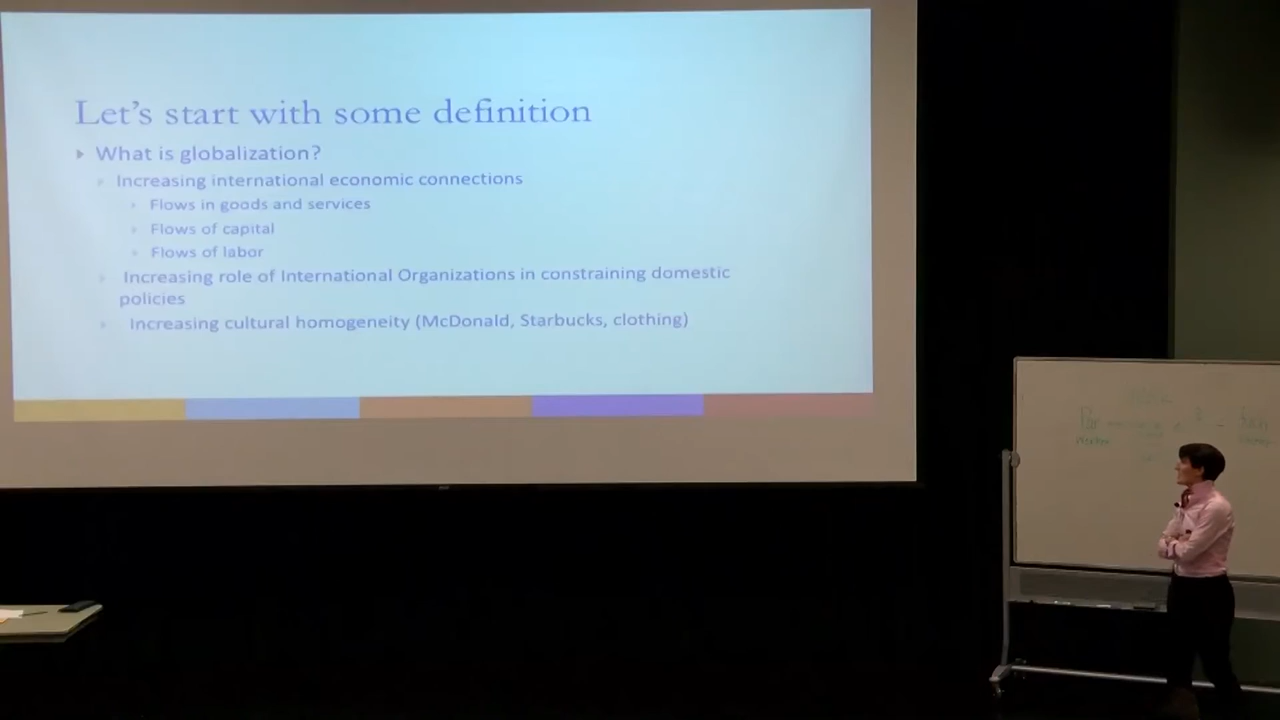 Let's start with some definition
What is globalization?
Increasing international economic connections
Flows in goods and services
Flows of capital
Flows of labor
Increasing role of International Organizations in constraining domestic
policies
Increasing cultural homogeneity (McDonald, Starbucks, clothing)